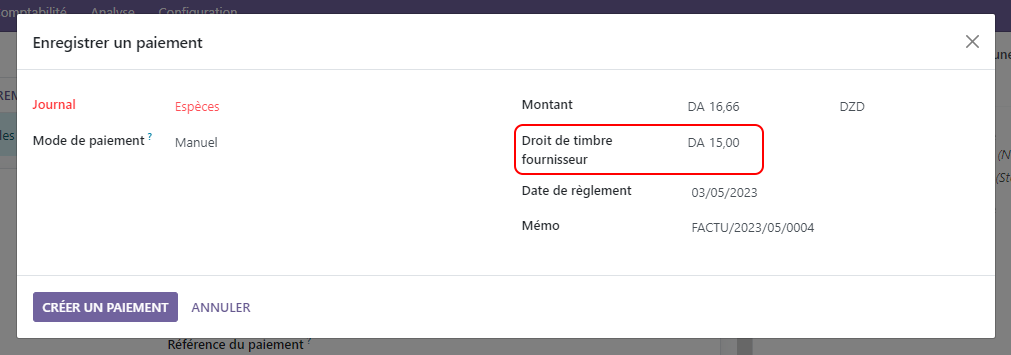 Comptabilité Analyse Configuration
Enregistrer un paiement
Journal Espèces
Mode de paiement ? Manuel
Montant DA 16,66 DZD
Droit de timbre
fournisseur DA 15,00
Date de règlement 03/05/2023
Mémo FACTU/2023/05/0004
CRÉER UN PAIEMENT ANNULER
Référence du paiement ?